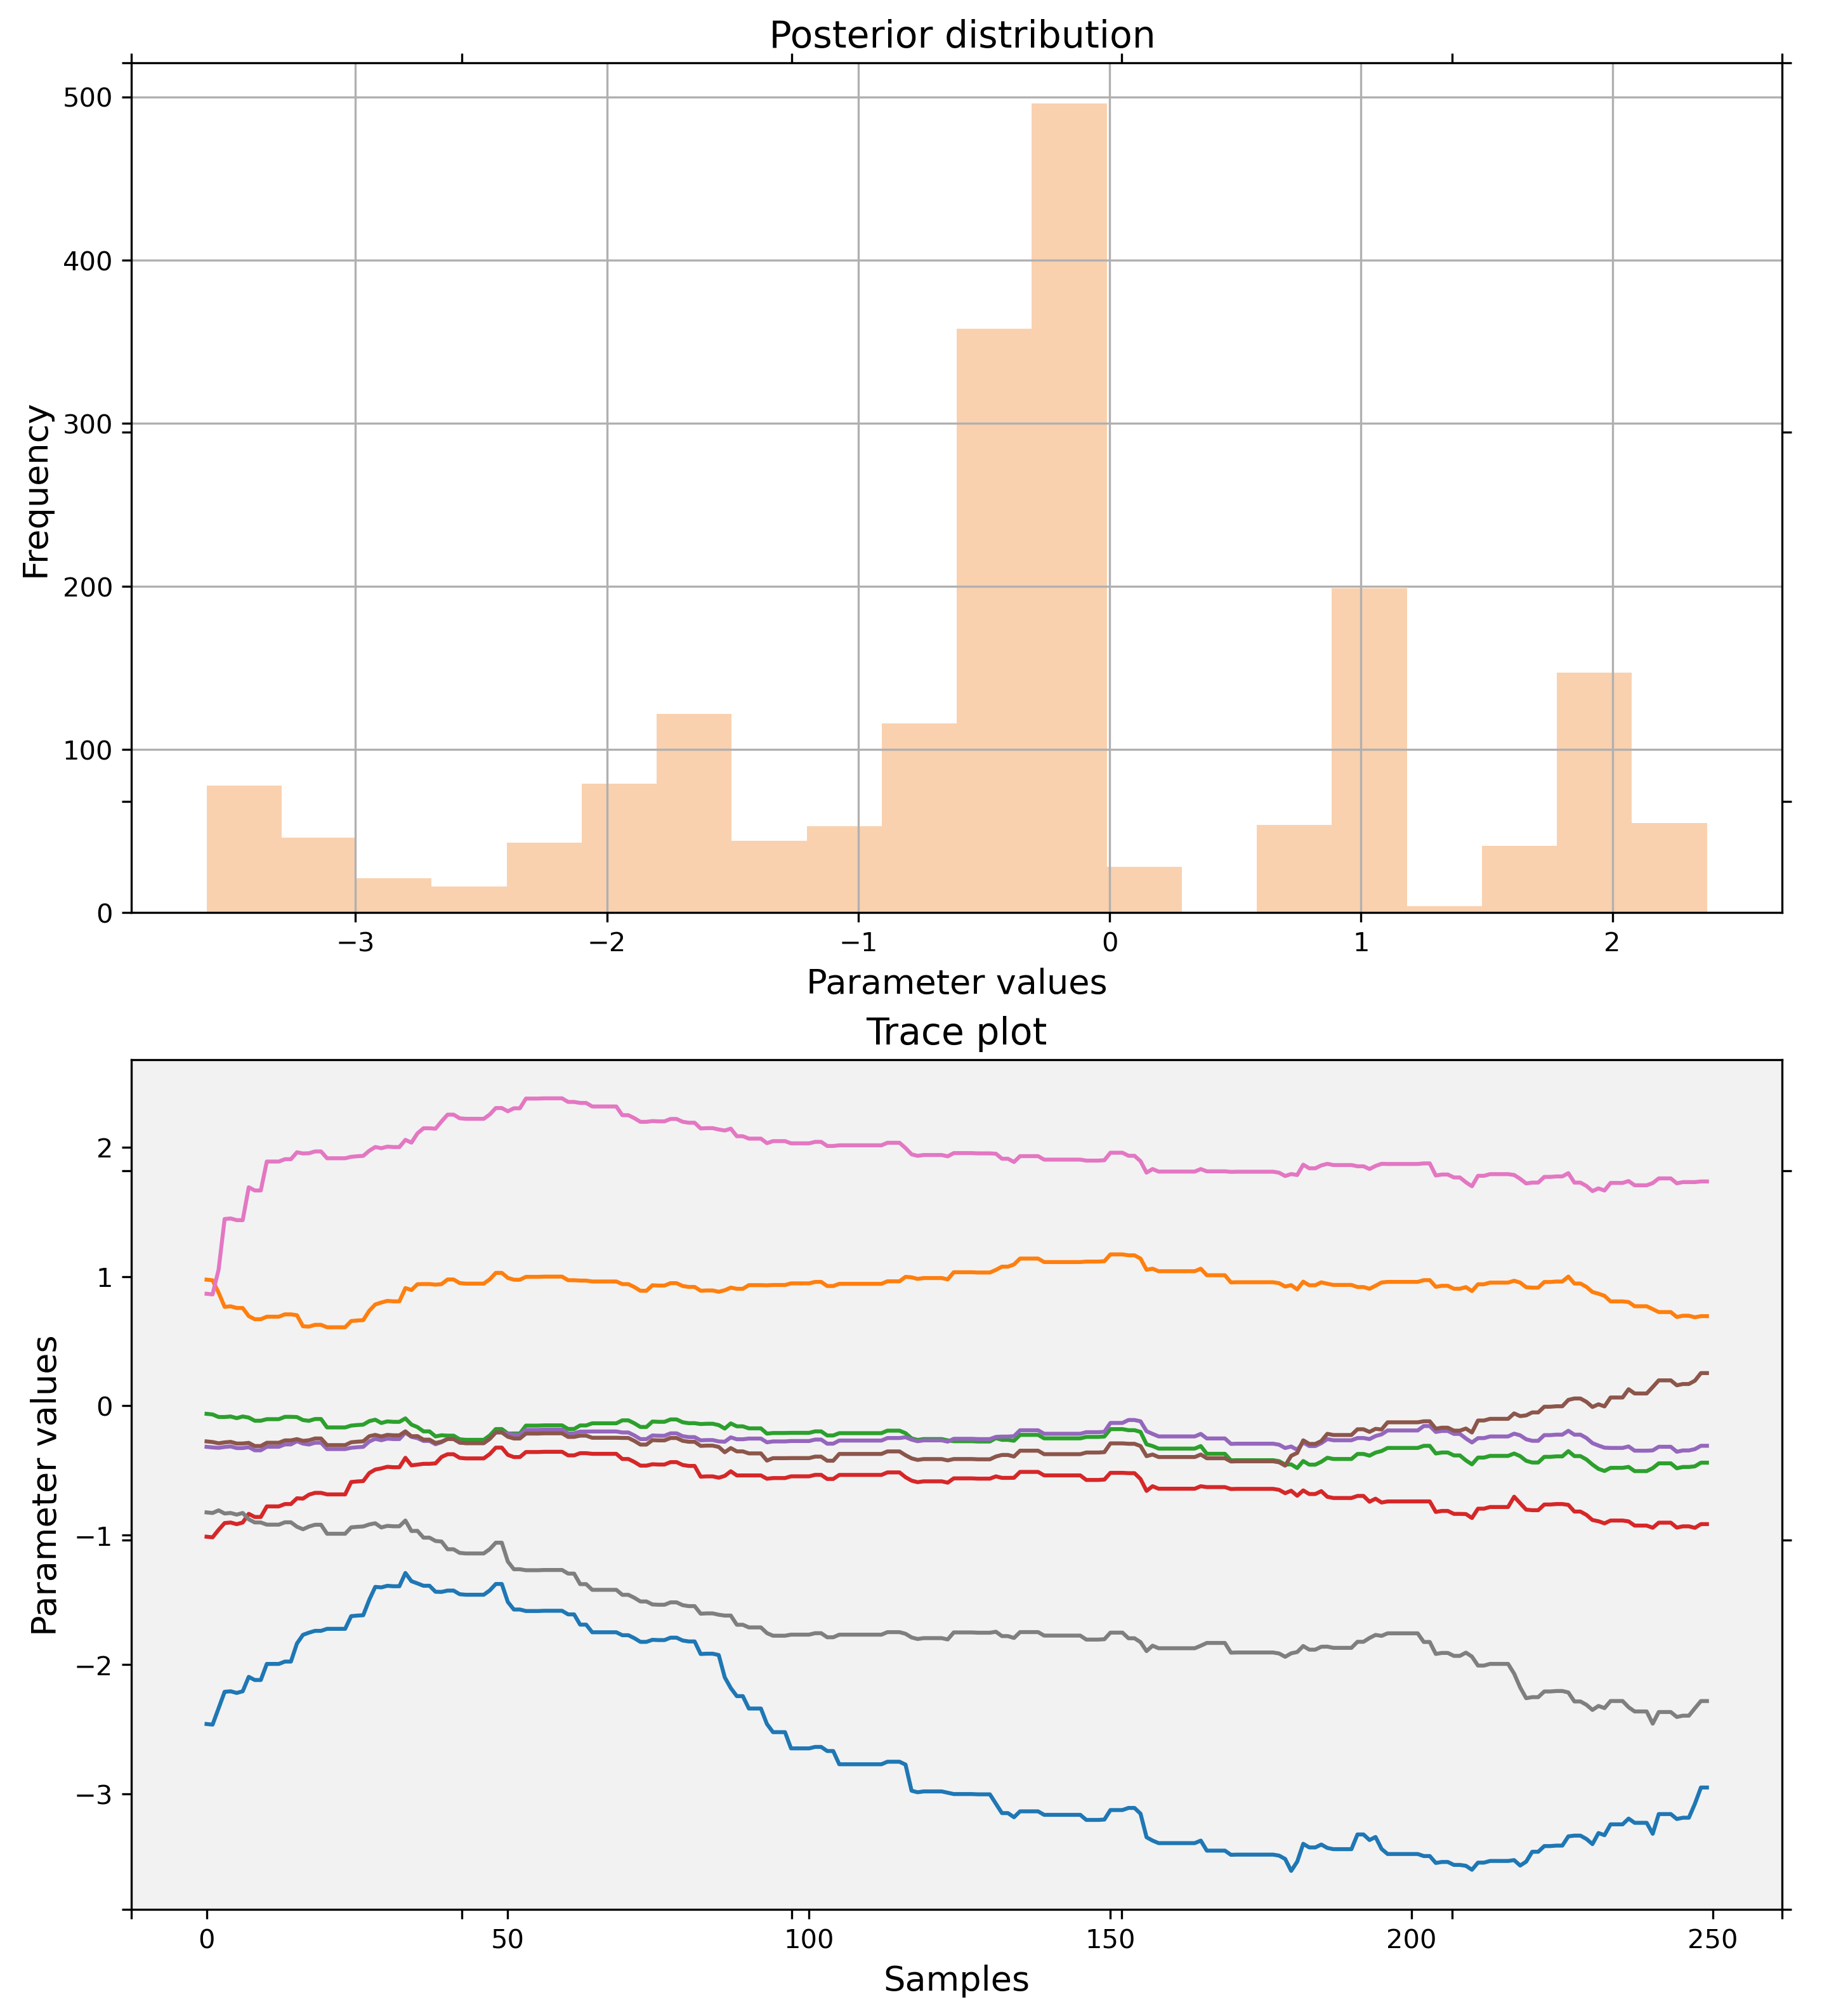 Posterior distribution
500
400
300
200
100
0
Frequency
−3 −2 −1 0 1 2
Parameter values
Trace plot
2
1
0
−1
−2
−3
Parameter values
0 50 100 150 200 250
Samples